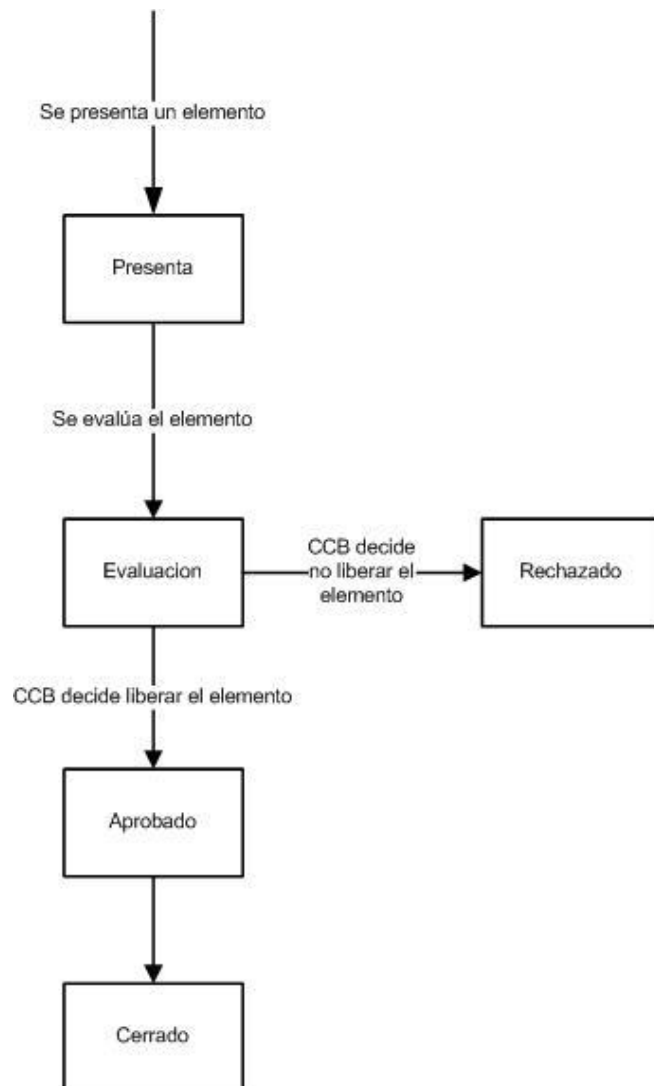 Se presenta un elemento
Presenta
Se evalúa el elemento
Evaluacion
CCB decide
no liberar el
elemento
Rechazado
CCB decide liberar el elemento
Aprobado
Cerrado